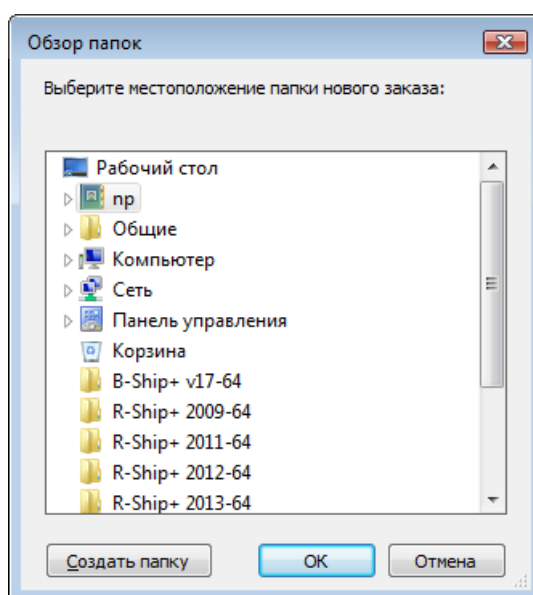 Обзор папок
Выберите местоположение папки нового заказа:
Рабочий стол
np
Общие
Компьютер
Сеть
Панель управления
Корзина
B-Ship+ v17-64
R-Ship+ 2009-64
R-Ship+ 2011-64
R-Ship+ 2012-64
R-Ship+ 2013-64
Создать папку
ОК
Отмена